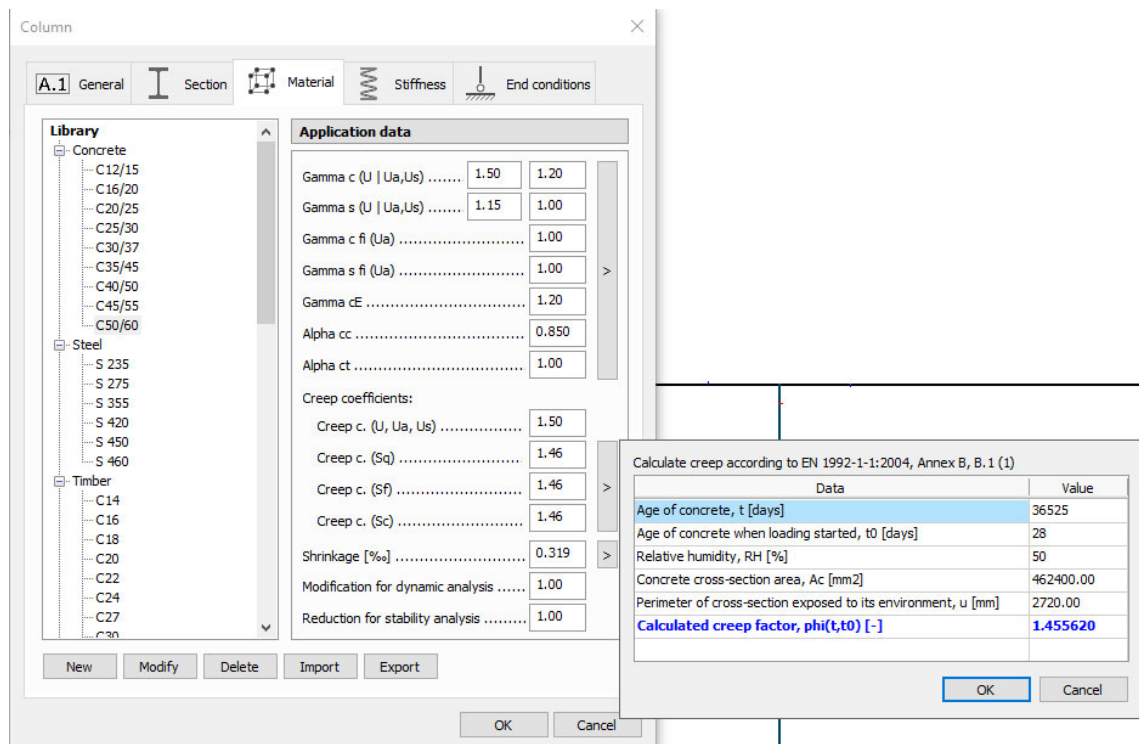 Column
A.1 General Section Material Stiffness End conditions
Library
Concrete
C12/15
C16/20
C20/25
C25/30
C30/37
C35/45
C40/50
C45/55
C50/60
Steel
S 235
S 275
S 355
S 420
S 450
S 460
Timber
C14
C16
C18
C20
C22
C24
C27
C30
Application data
Gamma c (U | Ua,Us) ....... 1.50 1.20
Gamma s (U | Ua,Us) ....... 1.15 1.00
Gamma c fi (Ua) .......................... 1.00
Gamma s fi (Ua) .......................... 1.00
Gamma cE ................................. 1.20
Alpha cc ................................... 0.850
Alpha ct .................................... 1.00
>
Creep coefficients:
Creep c. (U, Ua, Us) ................. 1.50
Creep c. (Sq) ........................... 1.46
Creep c. (Sf) ............................ 1.46
Creep c. (Sc) ........................... 1.46
>
Shrinkage [‰] ........................... 0.319 >
Modification for dynamic analysis ...... 1.00
Reduction for stability analysis ......... 1.00
New Modify Delete Import Export
OK Cancel
Calculate creep according to EN 1992-1-1:2004, Annex B, B.1 (1)
Data Value
Age of concrete, t [days] 36525
Age of concrete when loading started, t0 [days] 28
Relative humidity, RH [%] 50
Concrete cross-section area, Ac [mm2] 462400.00
Perimeter of cross-section exposed to its environment, u [mm] 2720.00
Calculated creep factor, phi(t,t0) [-] 1.455620
OK Cancel